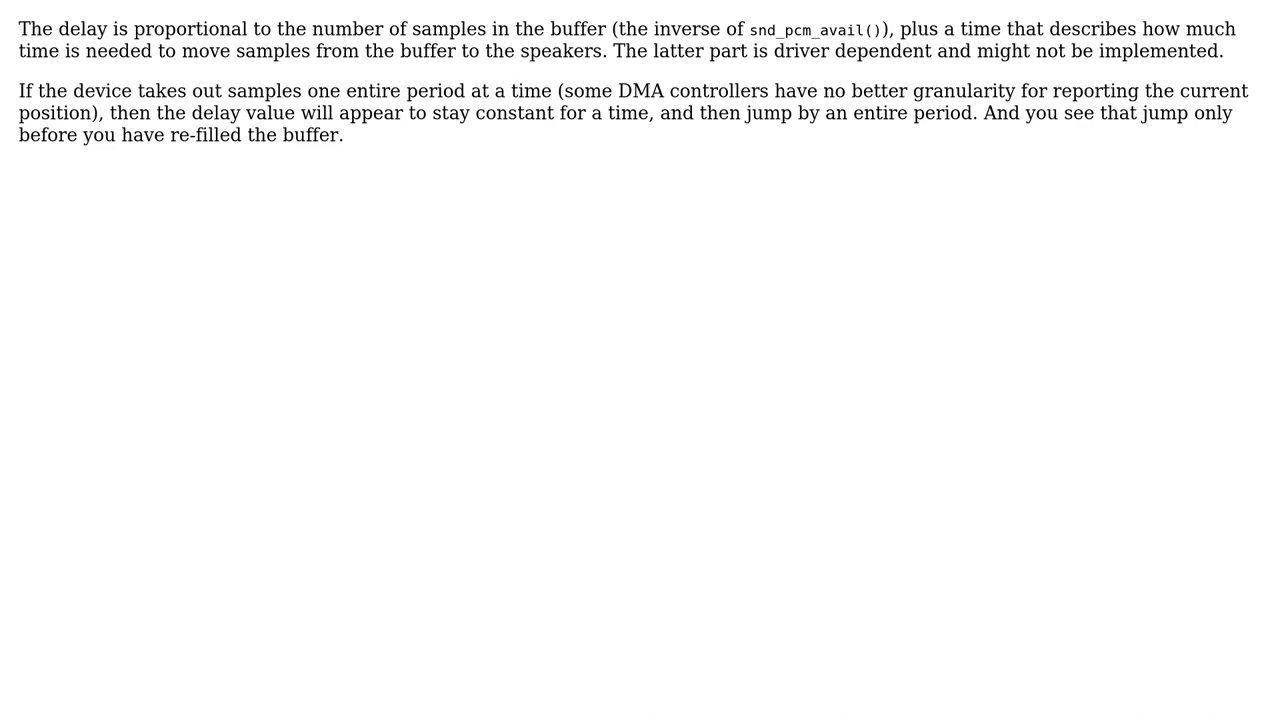 The delay is proportional to the number of samples in the buffer (the inverse of snd_pcm_avail()), plus a time that describes how much
time is needed to move samples from the buffer to the speakers. The latter part is driver dependent and might not be implemented.
If the device takes out samples one entire period at a time (some DMA controllers have no better granularity for reporting the current
position), then the delay value will appear to stay constant for a time, and then jump by an entire period. And you see that jump only
before you have re-filled the buffer.